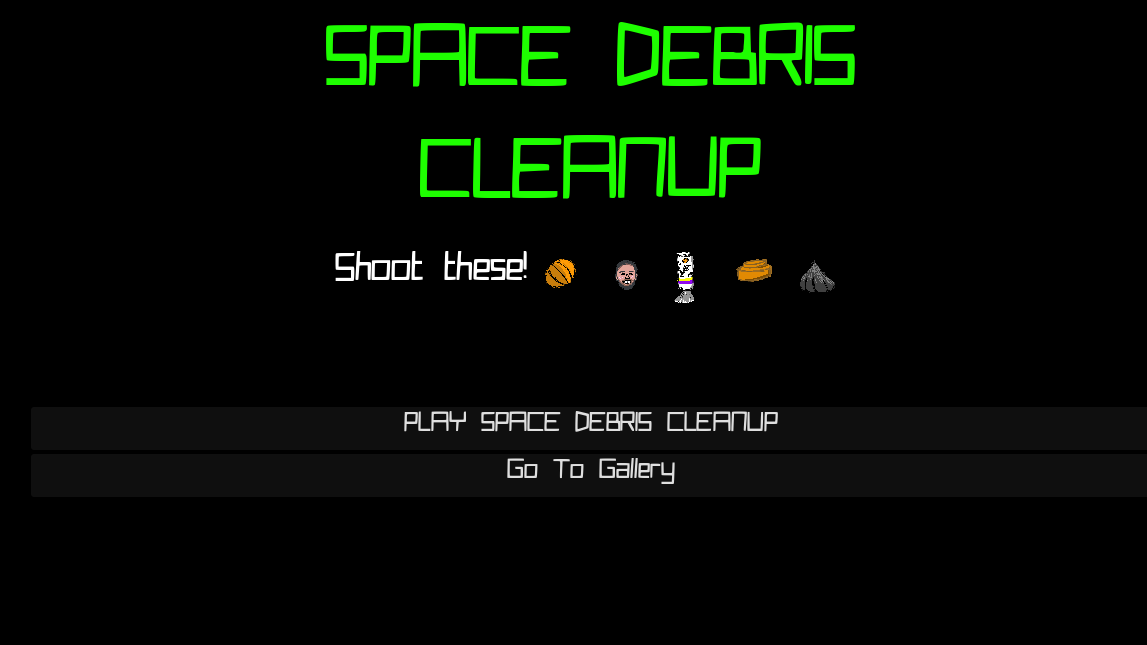 SPACE DEBRIS
CLEANUP
Shoot these!
PLAY SPACE DEBRIS CLEANUP
Go To Gallery